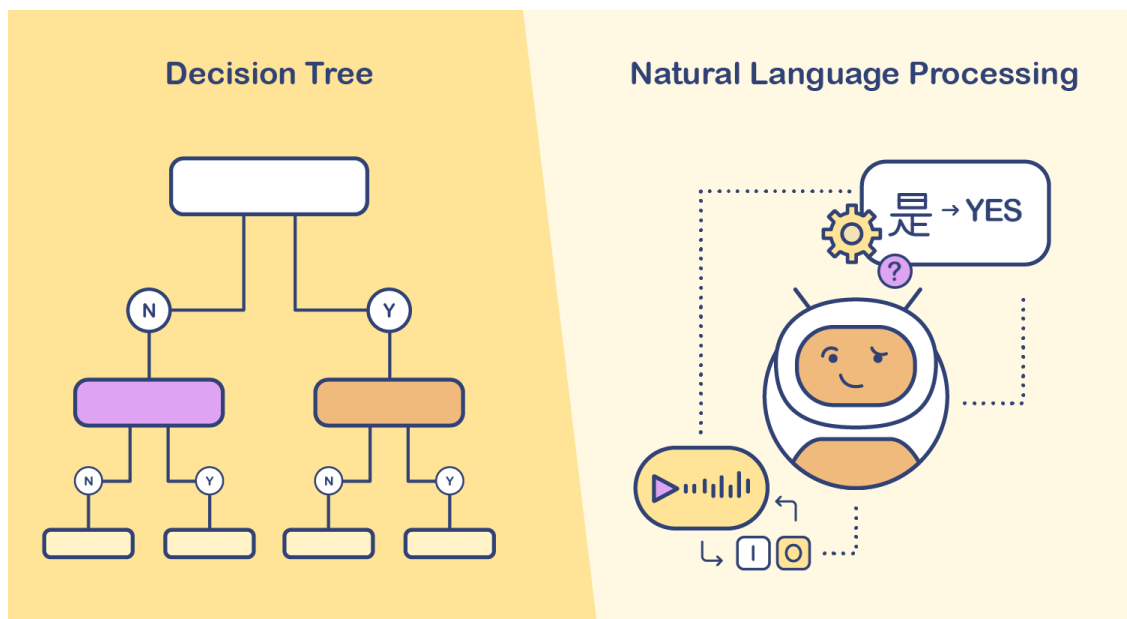 Decision Tree
N
Y
N
Y
N
Y
Natural Language Processing
是→YES
?
I O